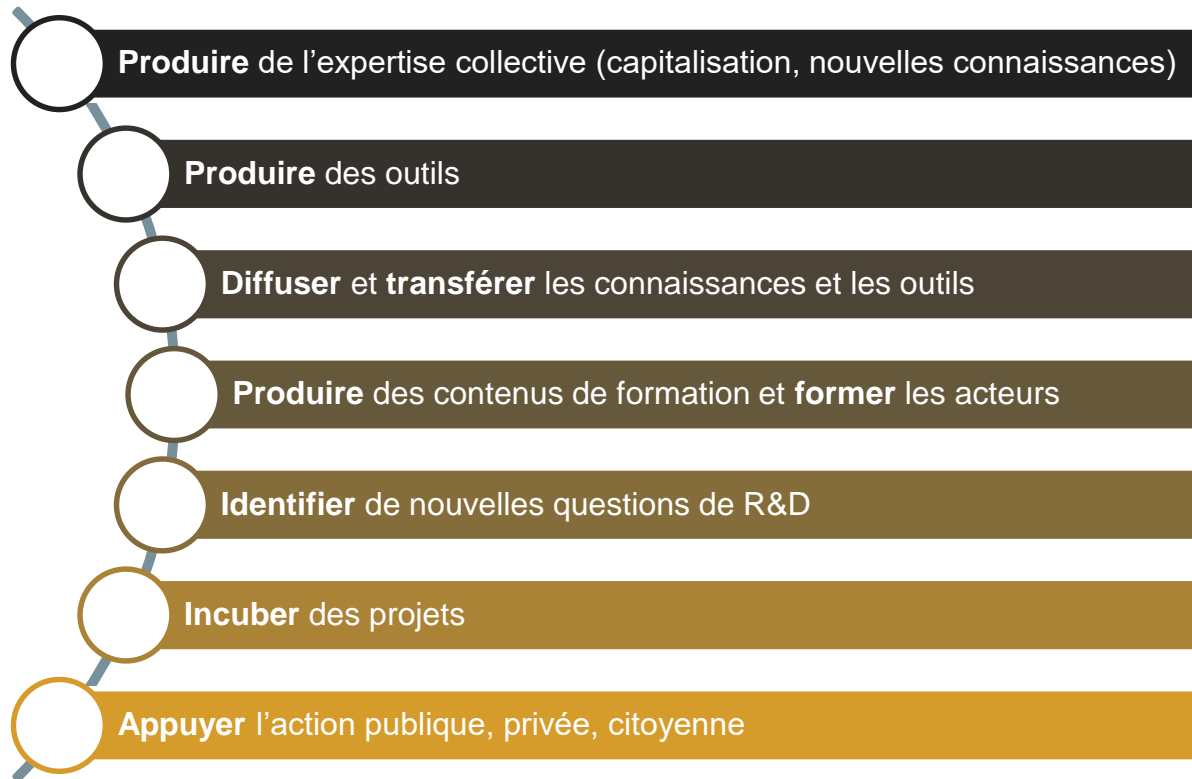 Produire de l’expertise collective (capitalisation, nouvelles connaissances)
Produire des outils
Diffuser et transférer les connaissances et les outils
Produire des contenus de formation et former les acteurs
Identifier de nouvelles questions de R&D
Incuber des projets
Appuyer l’action publique, privée, citoyenne